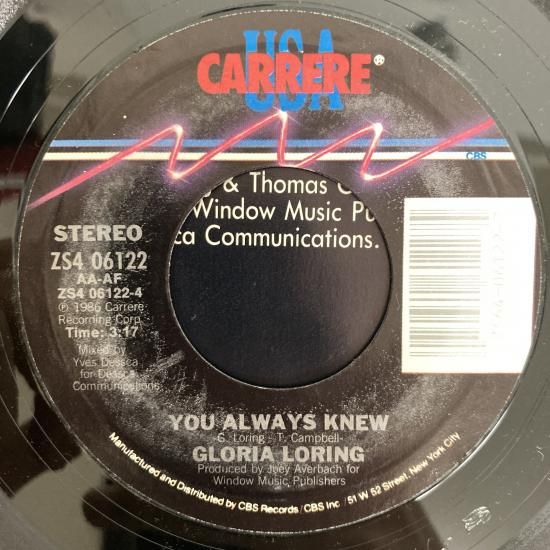 USA
CARRERE®
CBS
& Thomas
Window Music Pu
ca Communications.
STEREO
ZS4 06122
AA-AF
ZS4 06122-4
℗ 1986 Carrere
Recording Corp.
Time: 3:17
Mixed by
Yves Dessca
for Dessca
Communications
YOU ALWAYS KNEW
-G. Loring - T. Campbell-
GLORIA LORING
Produced by Joey Averbach for
Window Music Publishers
Manufactured and Distributed by CBS Records / CBS Inc / 51 W 52 Street, New York City